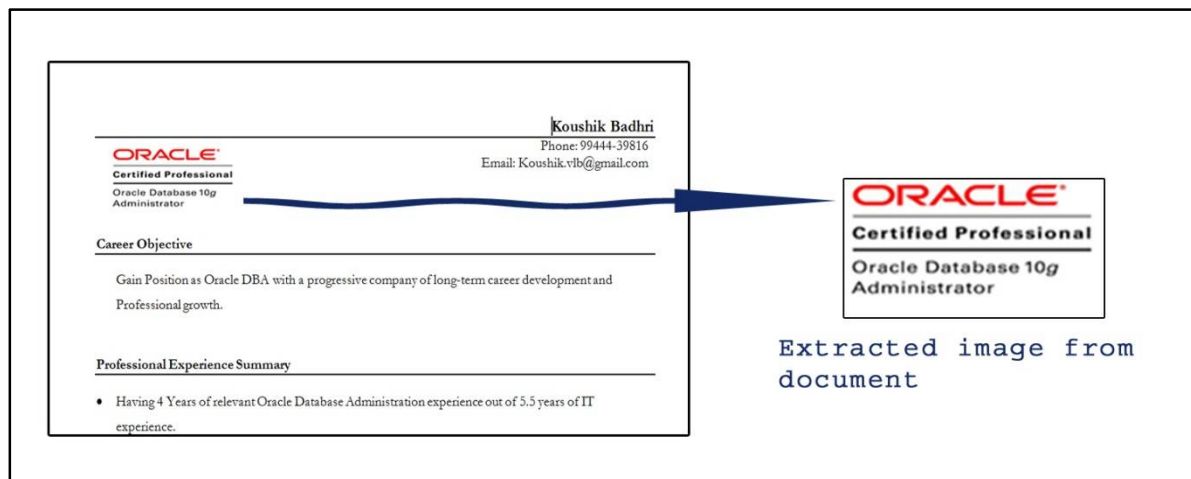 Koushik Badhri
Phone: 99444-39816
Email: Koushik.vlb@gmail.com
ORACLE
Certified Professional
Oracle Database 10g
Administrator
Career Objective
Gain Position as Oracle DBA with a progressive company of long-term career development and
Professional growth.
Professional Experience Summary
• Having 4 Years of relevant Oracle Database Administration experience out of 5.5 years of IT
experience.
ORACLE
Certified Professional
Oracle Database 10g
Administrator
Extracted image from
document